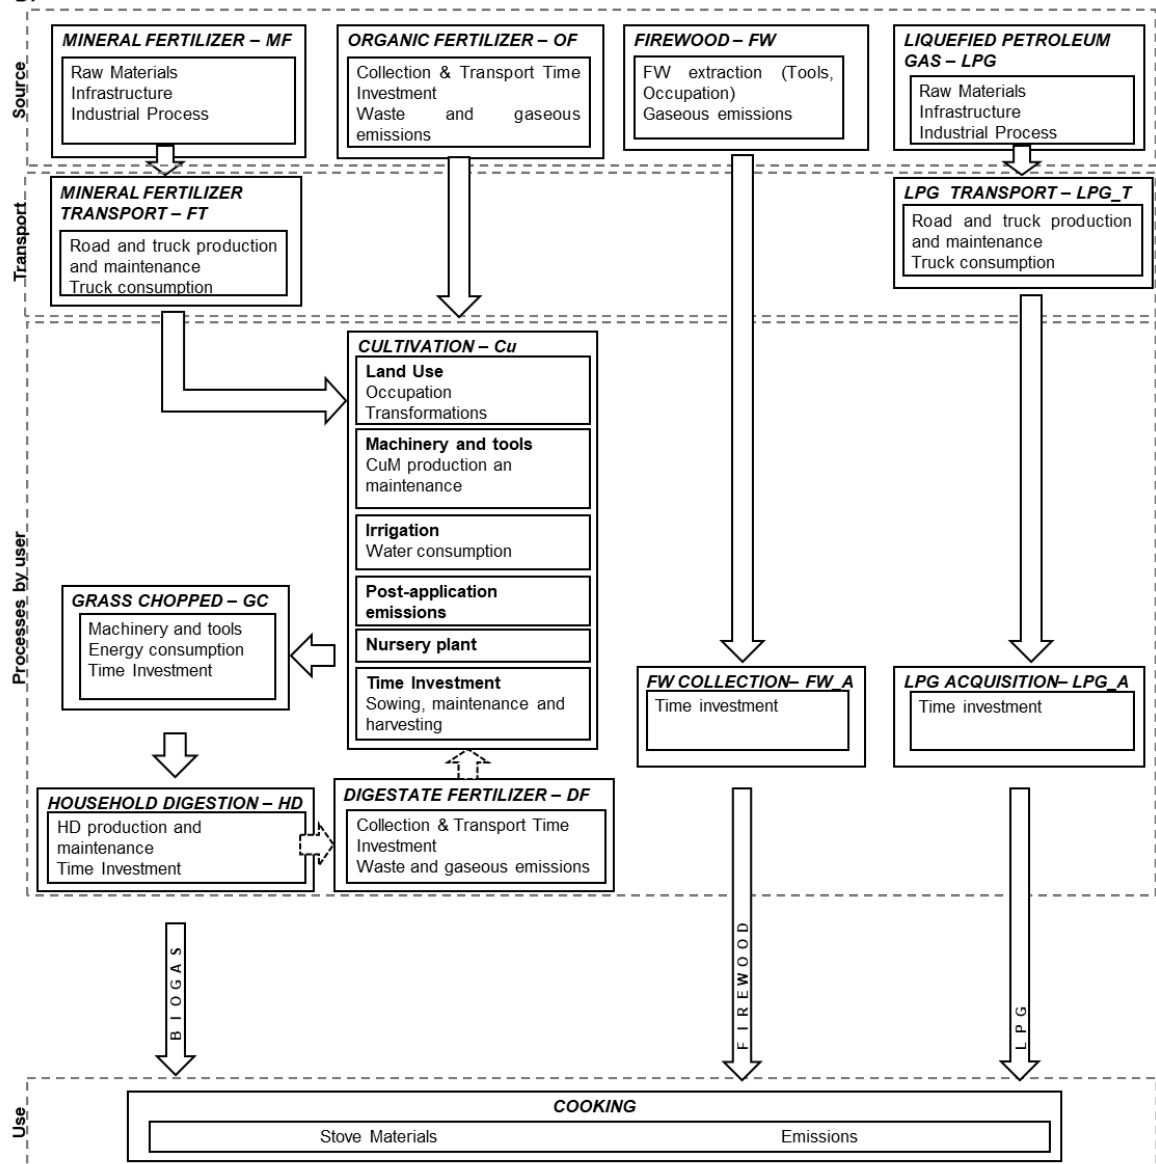 Source
MINERAL FERTILIZER – MF
Raw Materials
Infrastructure
Industrial Process
ORGANIC FERTILIZER – OF
Collection & Transport Time
Investment
Waste and gaseous
emissions
FIREWOOD – FW
FW extraction (Tools,
Occupation)
Gaseous emissions
LIQUEFIED PETROLEUM
GAS – LPG
Raw Materials
Infrastructure
Industrial Process
Transport
MINERAL FERTILIZER
TRANSPORT – FT
Road and truck production
and maintenance
Truck consumption
LPG TRANSPORT – LPG_T
Road and truck production
and maintenance
Truck consumption
Processes by user
CULTIVATION – Cu
Land Use
Occupation
Transformations
Machinery and tools
CuM production an
maintenance
Irrigation
Water consumption
Post-application
emissions
Nursery plant
Time Investment
Sowing, maintenance and
harvesting
GRASS CHOPPED – GC
Machinery and tools
Energy consumption
Time Investment
FW COLLECTION– FW_A
Time investment
LPG ACQUISITION– LPG_A
Time investment
HOUSEHOLD DIGESTION – HD
HD production and
maintenance
Time Investment
DIGESTATE FERTILIZER – DF
Collection & Transport Time
Investment
Waste and gaseous emissions
BIOGAS
FIREWOOD
LPG
Use
COOKING
Stove Materials
Emissions